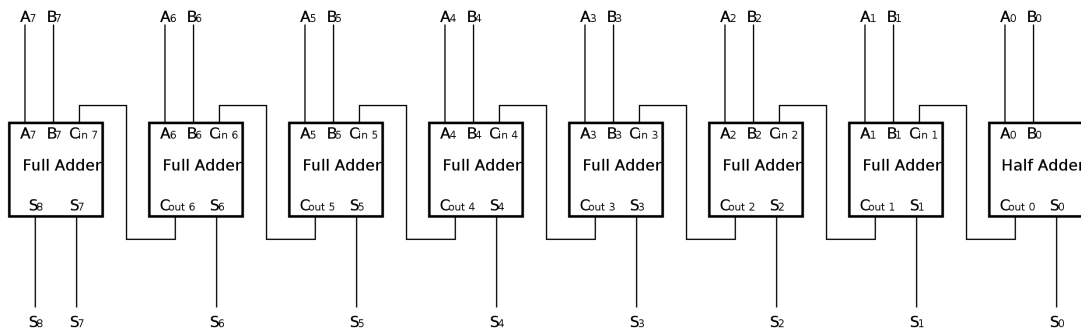 A7 B7 A6 B6 A5 B5 A4 B4 A3 B3 A2 B2 A1 B1 A0 B0
A7 B7 Cin 7 A6 B6 Cin 6 A5 B5 Cin 5 A4 B4 Cin 4 A3 B3 Cin 3 A2 B2 Cin 2 A1 B1 Cin 1 A0 B0
Full Adder Full Adder Full Adder Full Adder Full Adder Full Adder Full Adder Half Adder
S8 S7 Cout 6 S6 Cout 5 S5 Cout 4 S4 Cout 3 S3 Cout 2 S2 Cout 1 S1 Cout 0 S0
S8 S7 S6 S5 S4 S3 S2 S1 S0